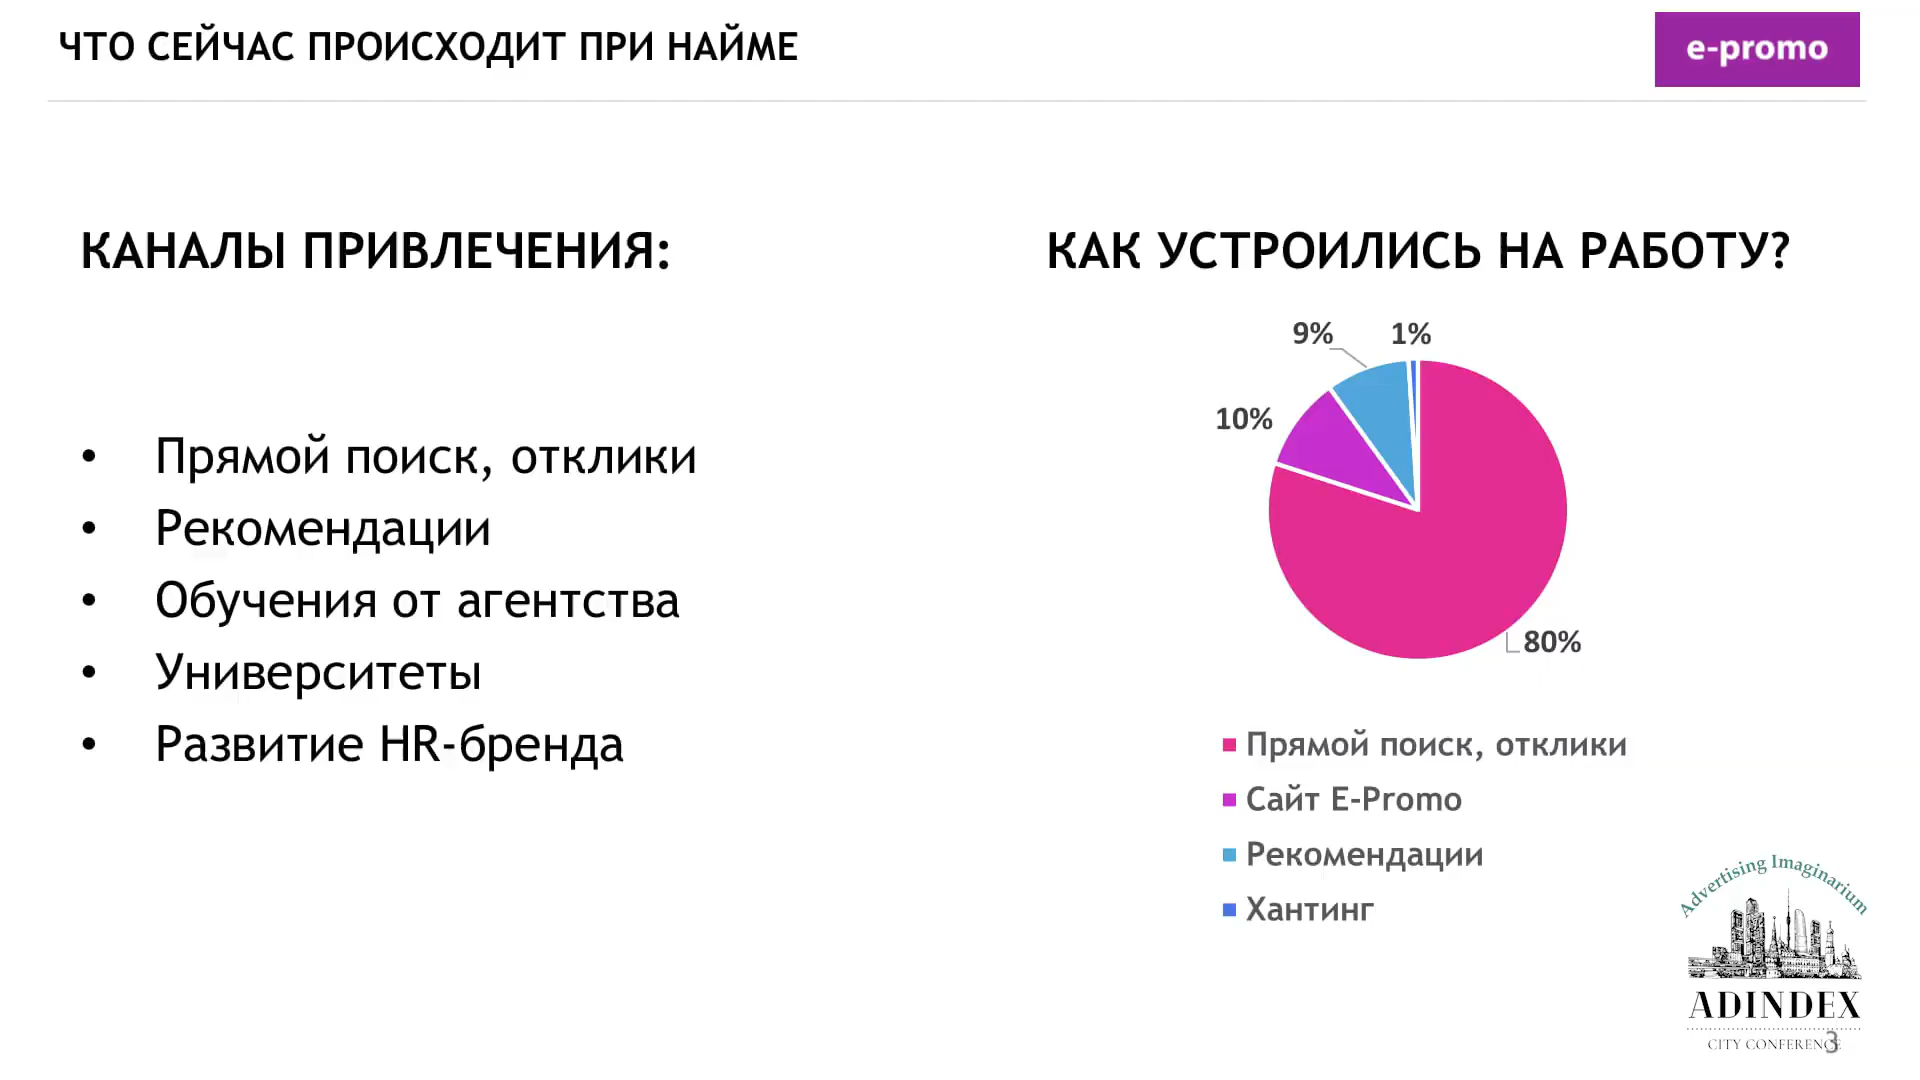 ЧТО СЕЙЧАС ПРОИСХОДИТ ПРИ НАЙМЕ
e-promo
КАНАЛЫ ПРИВЛЕЧЕНИЯ:
• Прямой поиск, отклики
• Рекомендации
• Обучения от агентства
• Университеты
• Развитие HR-бренда
КАК УСТРОИЛИСЬ НА РАБОТУ?
9%
1%
10%
80%
Прямой поиск, отклики
Сайт E-Promo
Рекомендации
Хантинг
Advertising Imaginarium
ADINDEX
CITY CONFERENCE
3